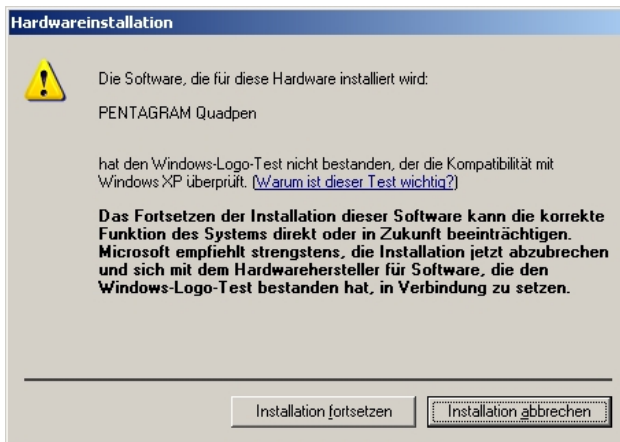 Hardwareinstallation
Die Software, die für diese Hardware installiert wird:
PENTAGRAM Quadpen
hat den Windows-Logo-Test nicht bestanden, der die Kompatibilität mit
Windows XP überprüft. (Warum ist dieser Test wichtig?)
Das Fortsetzen der Installation dieser Software kann die korrekte
Funktion des Systems direkt oder in Zukunft beeinträchtigen.
Microsoft empfiehlt strengstens, die Installation jetzt abzubrechen
und sich mit dem Hardwarehersteller für Software, die den
Windows-Logo-Test bestanden hat, in Verbindung zu setzen.
Installation fortsetzen Installation abbrechen